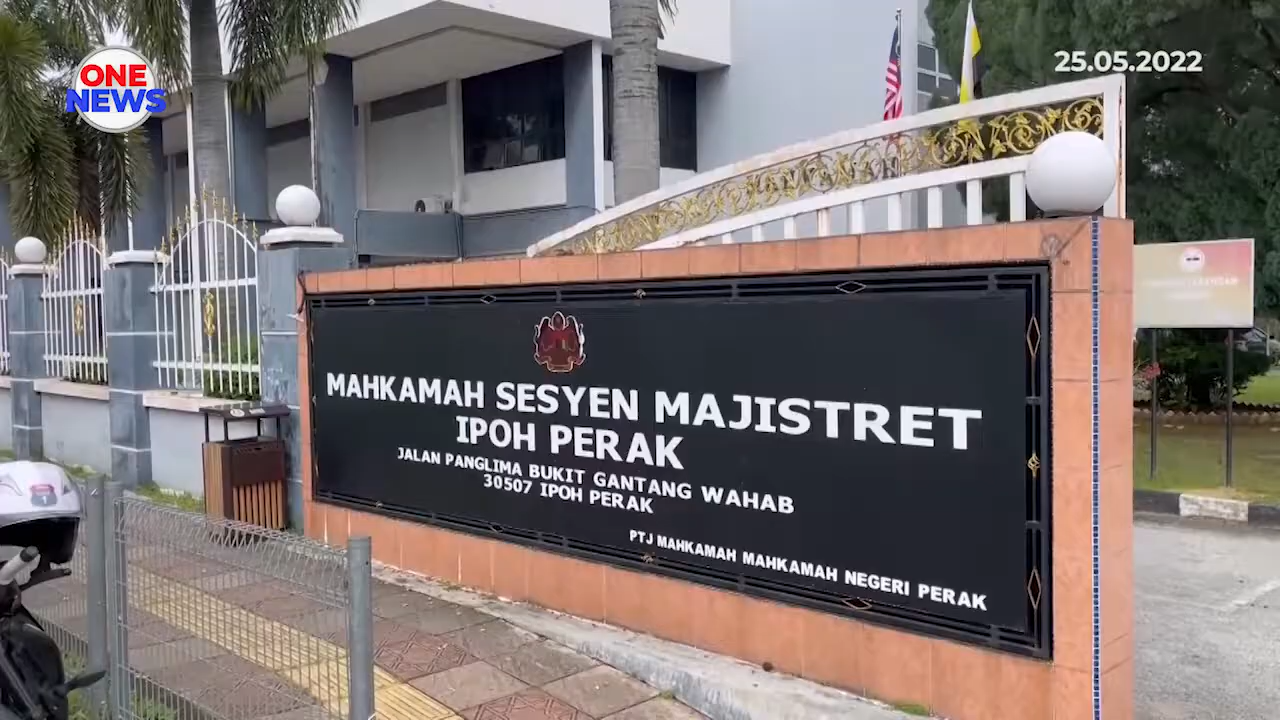 ONE
NEWS
25.05.2022
MAHKAMAH SESYEN MAJISTRET
IPOH PERAK
JALAN PANGLIMA BUKIT GANTANG WAHAB
30507 IPOH PERAK
PTJ MAHKAMAH MAHKAMAH NEGERI PERAK